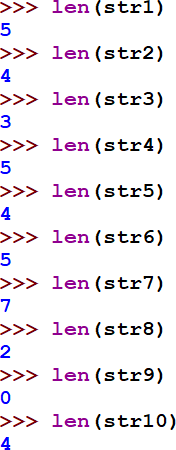 >>> len(str1)
5
>>> len(str2)
4
>>> len(str3)
3
>>> len(str4)
5
>>> len(str5)
4
>>> len(str6)
5
>>> len(str7)
7
>>> len(str8)
2
>>> len(str9)
0
>>> len(str10)
4